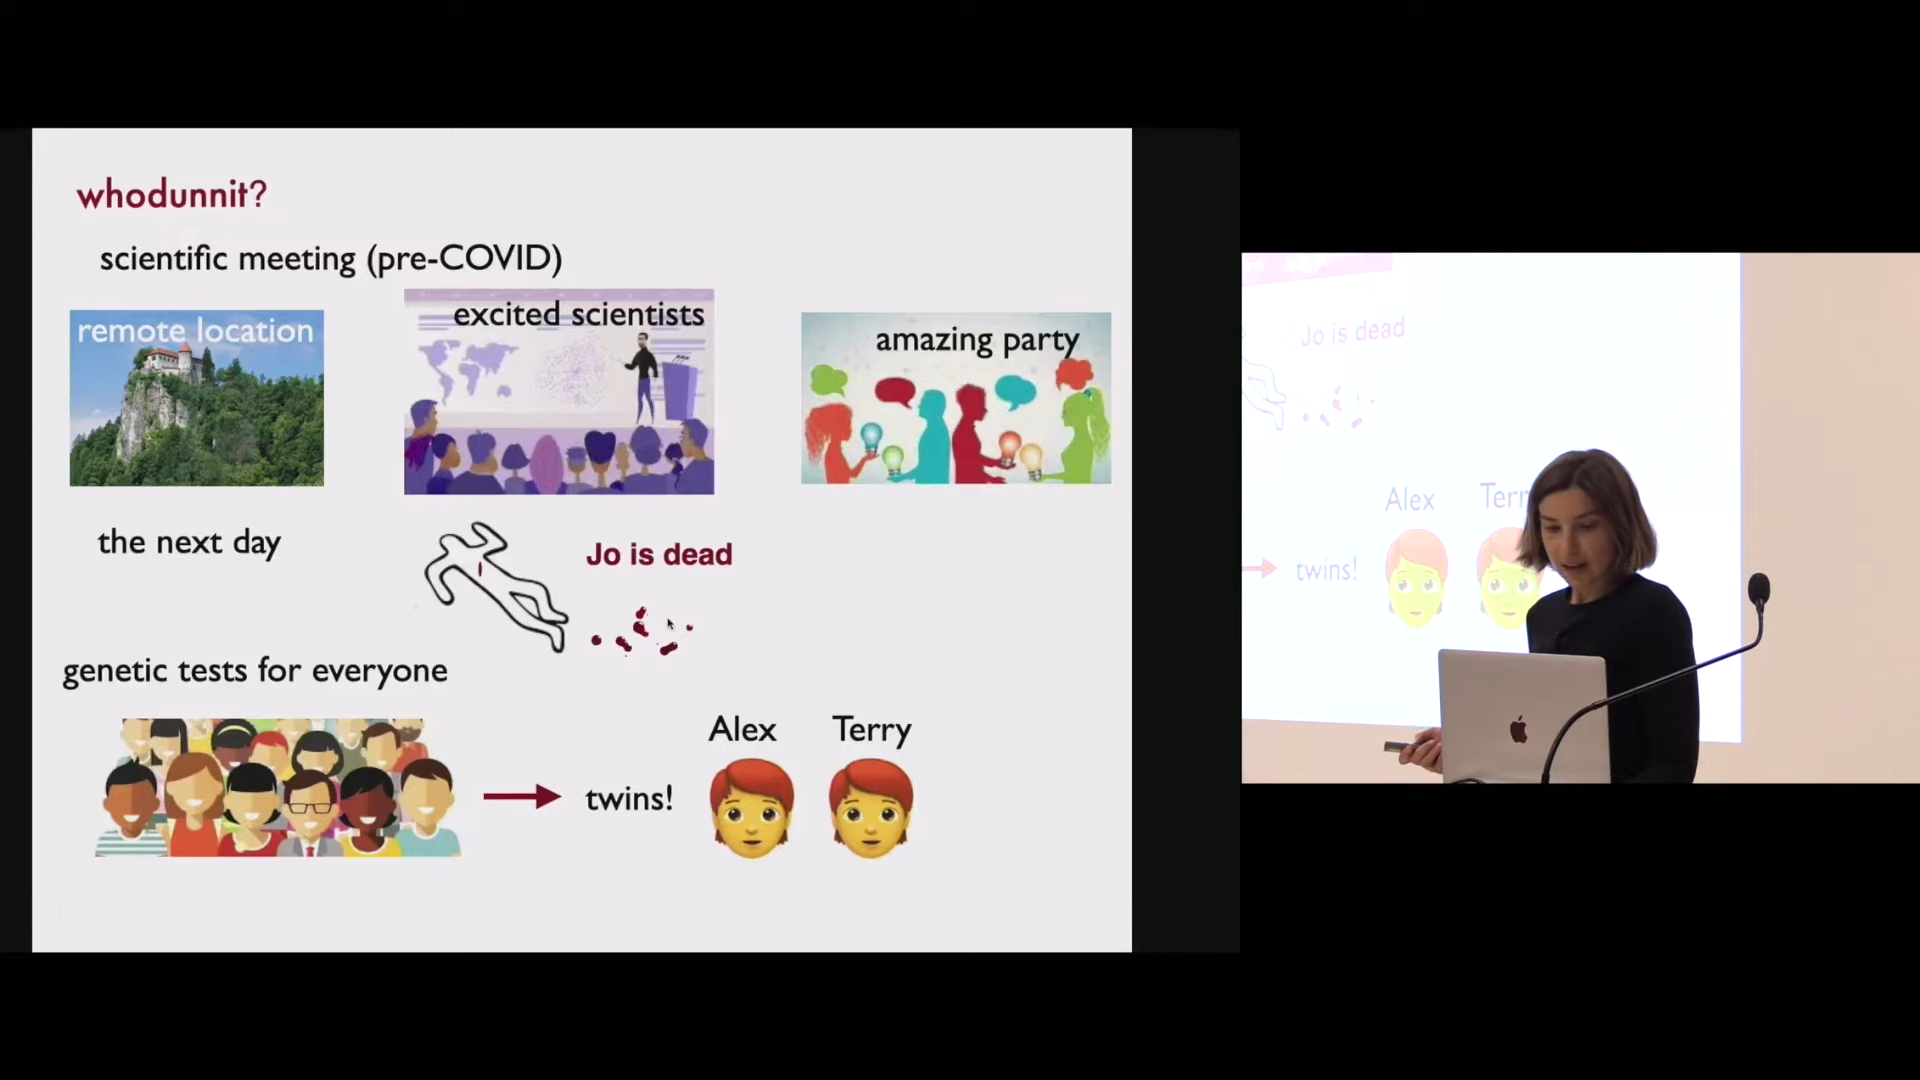 whodunnit?
scientific meeting (pre-COVID)
remote location
excited scientists
amazing party
the next day
Jo is dead
genetic tests for everyone
Alex
Terry
twins!
Jo is dead
Alex
Terr
twins!